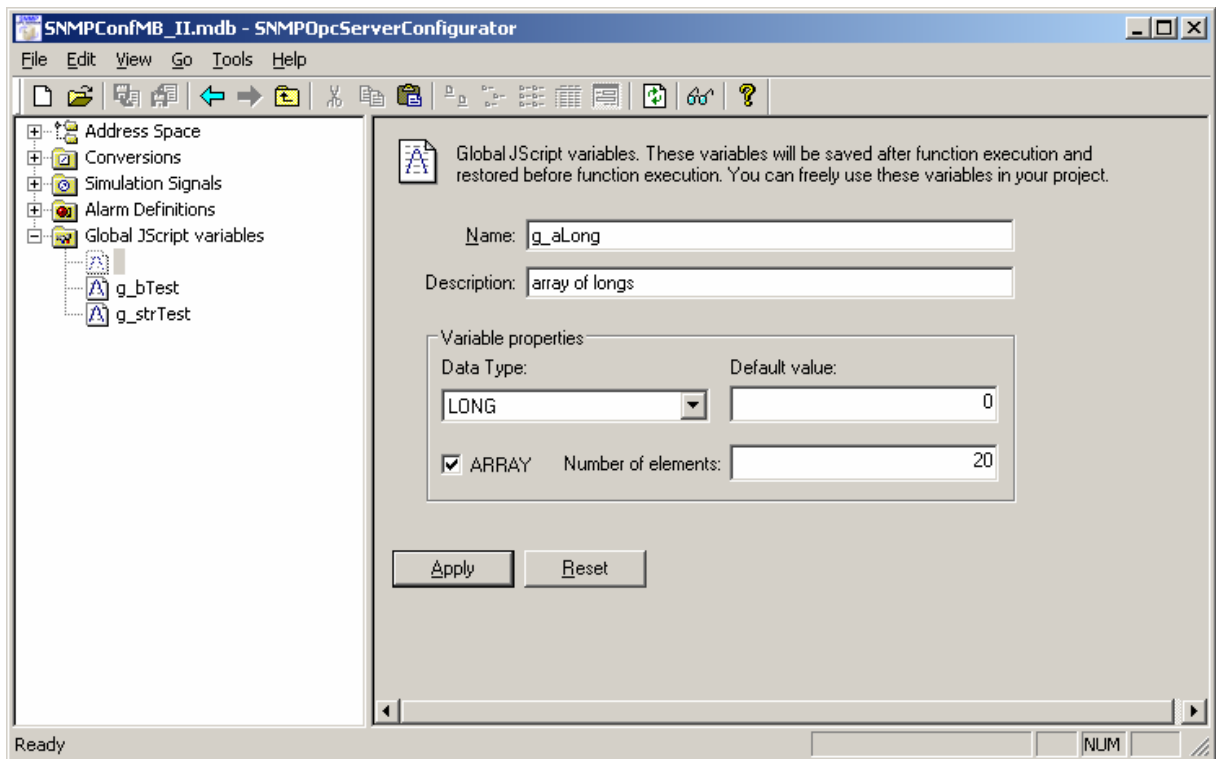 SNMPConfMB_II.mdb - SNMPOpcServerConfigurator
File Edit View Go Tools Help
Address Space
Conversions
Simulation Signals
Alarm Definitions
Global JScript variables
g_bTest
g_strTest
Global JScript variables. These variables will be saved after function execution and
restored before function execution. You can freely use these variables in your project.
Name: g_aLong
Description: array of longs
Variable properties
Data Type: Default value:
LONG 0
ARRAY Number of elements: 20
Apply Reset
Ready NUM